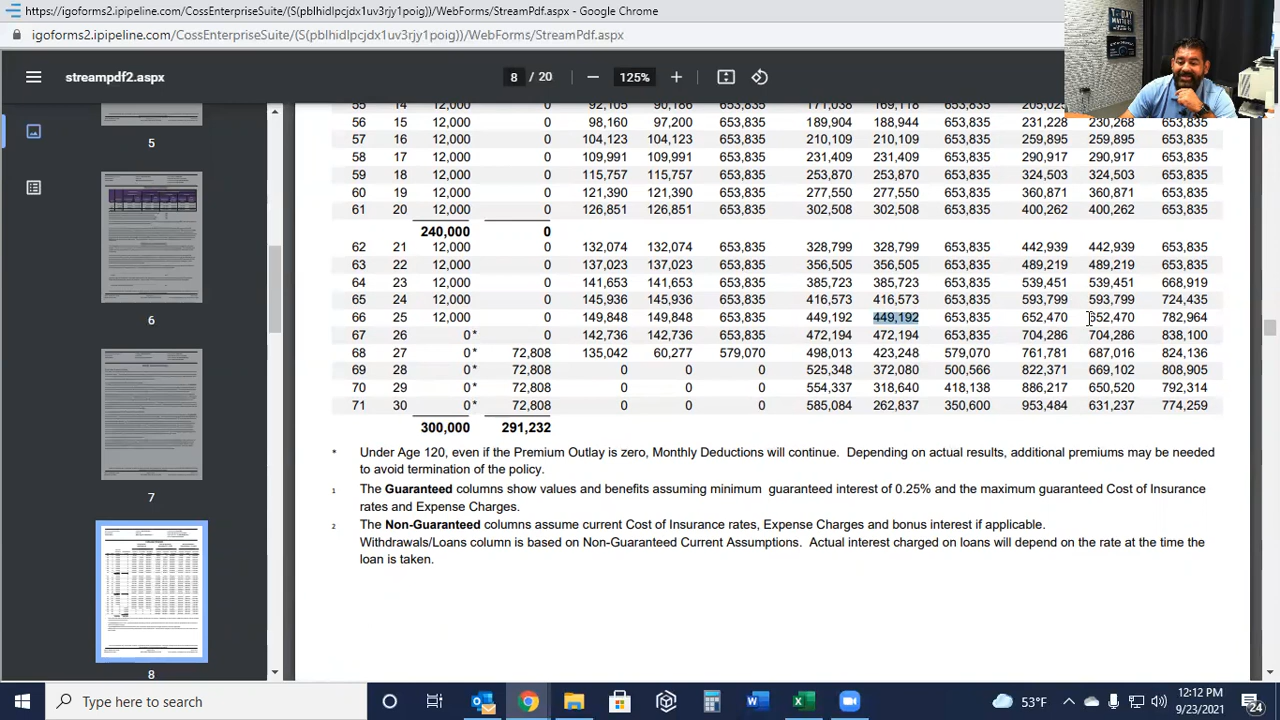 https://igoforms2.ipipeline.com/CossEnterpriseSuite/(S(pblhidlpcjdx1uv3rjy1poig))/WebForms/StreamPdf.aspx - Google Chrome
igoforms2.ipipeline.com/CossEnterpriseSuite/(S(pblhidlpcjdx1uv3rjy1poig))/WebForms/StreamPdf.aspx
streampdf2.aspx 8 / 20 125%
55 14 12,000 0 92,105 90,186 653,835 171,038 169,118 653,835 205,025 653,835
56 15 12,000 0 98,160 97,200 653,835 189,904 188,944 653,835 231,228 230,268 653,835
57 16 12,000 0 104,123 104,123 653,835 210,109 210,109 653,835 259,895 259,895 653,835
58 17 12,000 0 109,991 109,991 653,835 231,409 231,409 653,835 290,917 290,917 653,835
59 18 12,000 0 115,757 115,757 653,835 253,870 253,870 653,835 324,503 324,503 653,835
60 19 12,000 0 121,390 121,390 653,835 277,550 277,550 653,835 360,871 360,871 653,835
61 20 12,000 0 126,851 126,851 653,835 302,508 302,508 653,835 400,262 400,262 653,835
240,000 0
62 21 12,000 0 132,074 132,074 653,835 328,799 328,799 653,835 442,939 442,939 653,835
63 22 12,000 0 137,023 137,023 653,835 356,505 356,505 653,835 489,219 489,219 653,835
64 23 12,000 0 141,653 141,653 653,835 385,723 385,723 653,835 539,451 539,451 668,919
65 24 12,000 0 145,936 145,936 653,835 416,573 416,573 653,835 593,799 593,799 724,435
66 25 12,000 0 149,848 149,848 653,835 449,192 449,192 653,835 652,470 652,470 782,964
67 26 0* 0 142,736 142,736 653,835 472,194 472,194 653,835 704,286 704,286 838,100
68 27 0* 72,808 135,042 60,277 579,070 498,013 423,248 579,070 761,781 687,016 824,136
69 28 0* 72,808 0 0 0 525,348 372,080 500,566 822,371 669,102 808,905
70 29 0* 72,808 0 0 0 554,337 318,640 418,138 886,217 650,520 792,314
71 30 0* 72,808 0 0 0 585,084 262,837 350,600 953,484 631,237 774,259
300,000 291,232
* Under Age 120, even if the Premium Outlay is zero, Monthly Deductions will continue. Depending on actual results, additional premiums may be needed
to avoid termination of the policy.
1 The Guaranteed columns show values and benefits assuming minimum guaranteed interest of 0.25% and the maximum guaranteed Cost of Insurance
rates and Expense Charges.
2 The Non-Guaranteed columns assume current Cost of Insurance rates, Expense Charges and bonus interest if applicable.
Withdrawals/Loans column is based on Non-Guaranteed Current Assumptions. Actual interest charged on loans will depend on the rate at the time the
loan is taken.
5
6
7
8
Type here to search
53°F
12:12 PM
9/23/2021
24